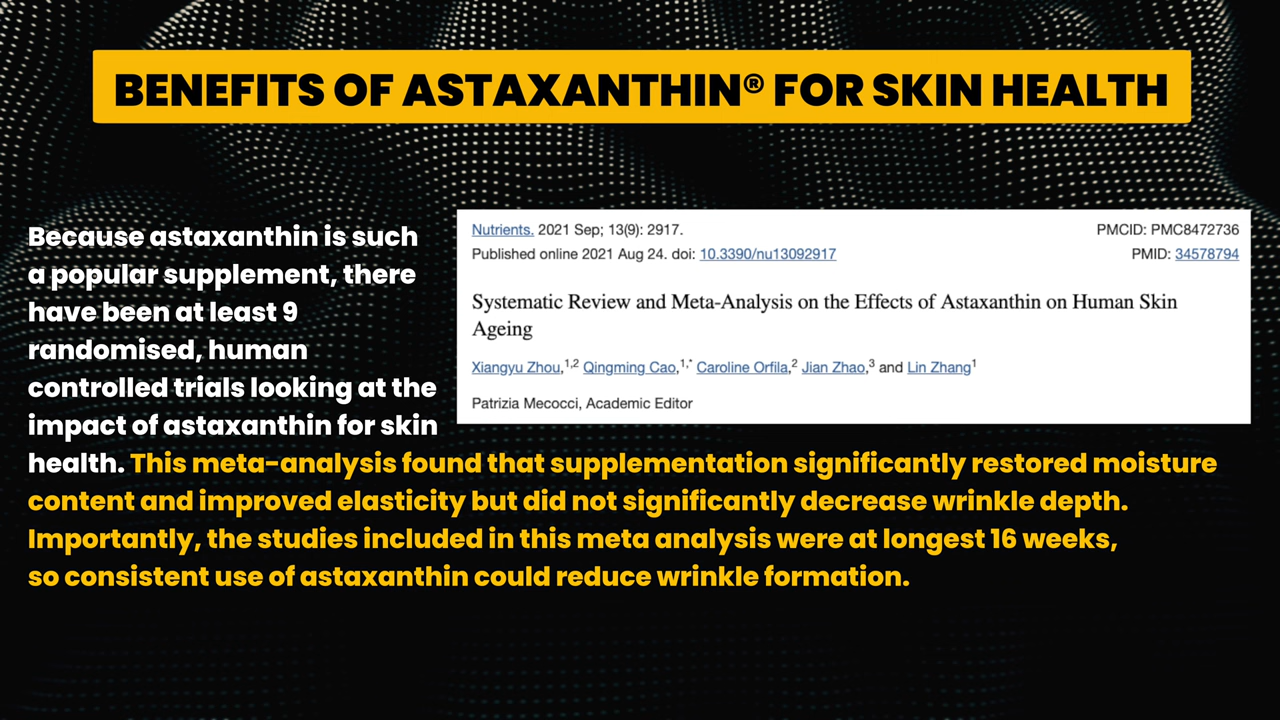 BENEFITS OF ASTAXANTHIN® FOR SKIN HEALTH
Because astaxanthin is such
a popular supplement, there
have been at least 9
randomised, human
controlled trials looking at the
impact of astaxanthin for skin
health. This meta-analysis found that supplementation significantly restored moisture
content and improved elasticity but did not significantly decrease wrinkle depth.
Importantly, the studies included in this meta analysis were at longest 16 weeks,
so consistent use of astaxanthin could reduce wrinkle formation.
Nutrients. 2021 Sep; 13(9): 2917. PMCID: PMC8472736
Published online 2021 Aug 24. doi: 10.3390/nu13092917 PMID: 34578794
Systematic Review and Meta-Analysis on the Effects of Astaxanthin on Human Skin
Ageing
Xiangyu Zhou,1,2 Qingming Cao,1,* Caroline Orfila,2 Jian Zhao,3 and Lin Zhang1
Patrizia Mecocci, Academic Editor